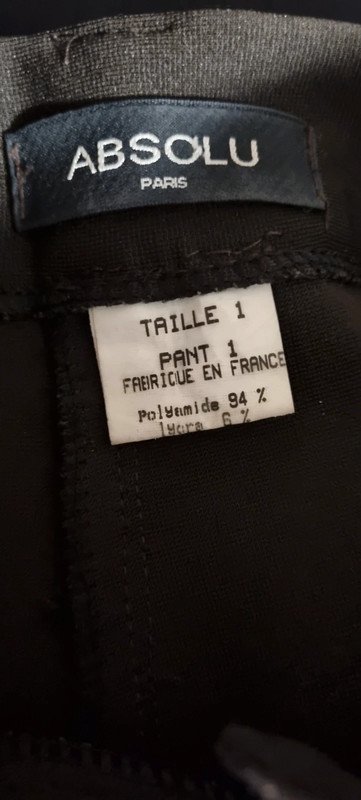 ABSOLU
PARIS
TAILLE 1
PANT 1
FABRIQUE EN FRANCE
Polyamide 94 %
lycra 6 %